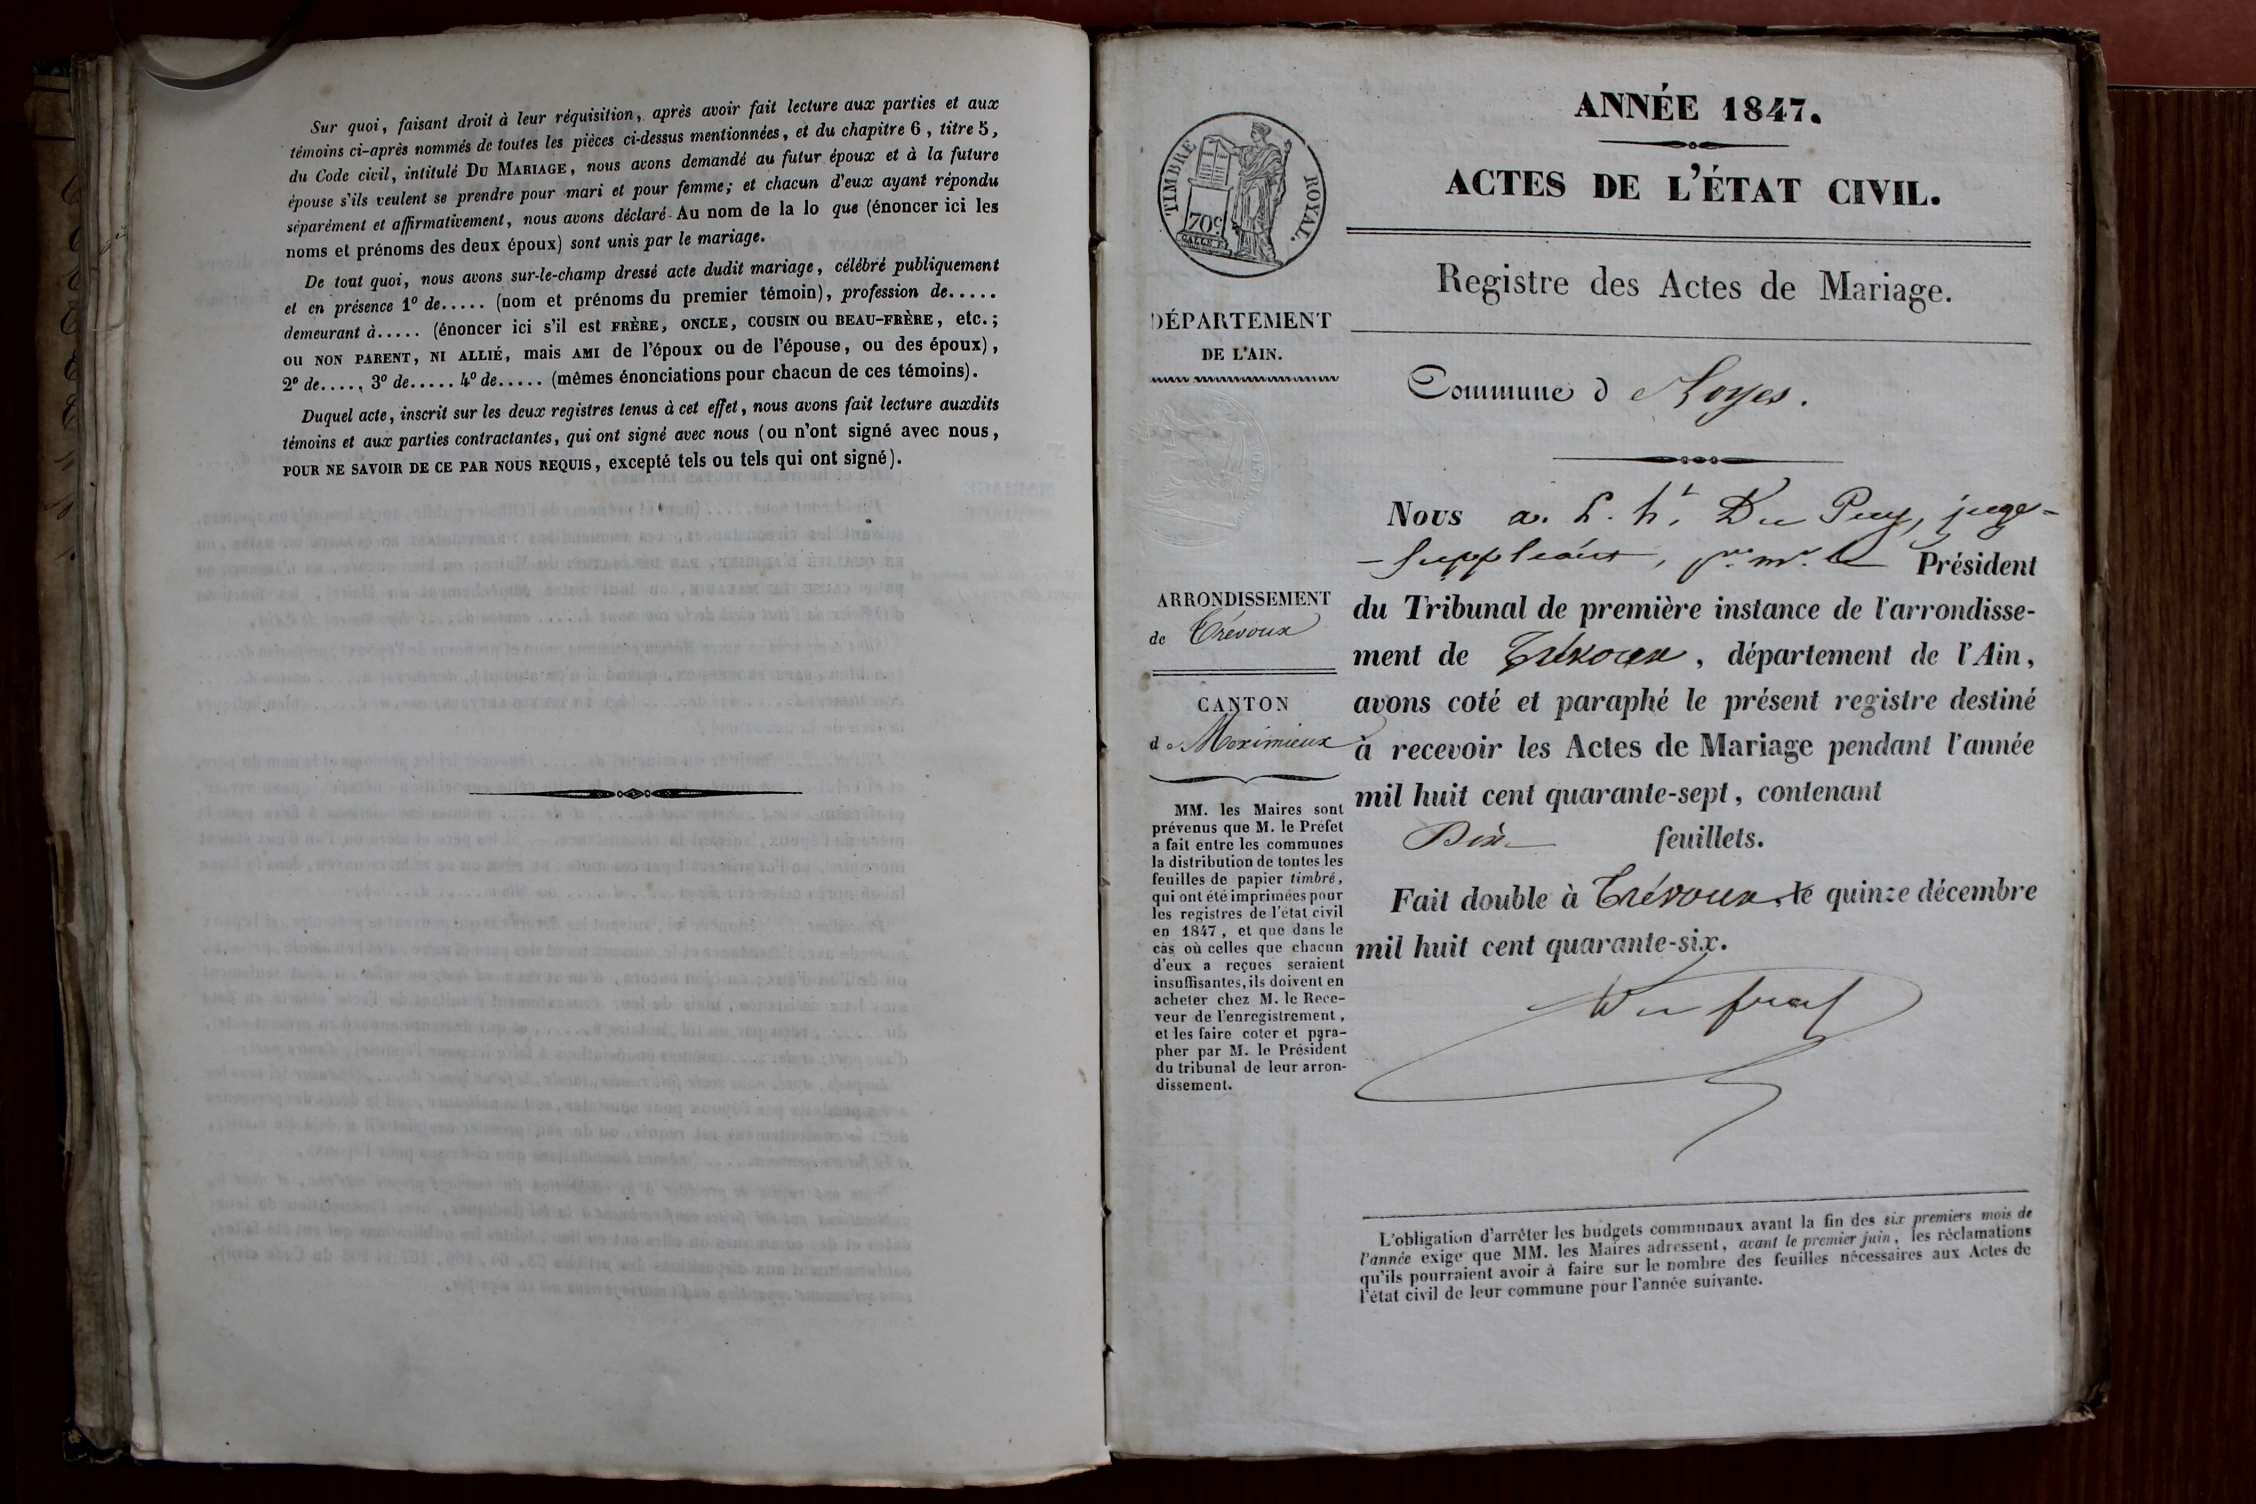 Sur quoi, faisant droit à leur réquisition, après avoir fait lecture aux parties et aux
témoins ci-après nommés de toutes les pièces ci-dessus mentionnées, et du chapitre 6, titre 5,
du Code civil, intitulé DU MARIAGE, nous avons demandé au futur époux et à la future
épouse s'ils veulent se prendre pour mari et pour femme; et chacun d'eux ayant répondu
séparément et affirmativement, nous avons déclaré Au nom de la lo que (énoncer ici les
noms et prénoms des deux époux) sont unis par le mariage.
De tout quoi, nous avons sur-le-champ dressé acte dudit mariage, célébré publiquement
et en présence 1° de..... (nom et prénoms du premier témoin), profession de.....
demeurant à..... (énoncer ici s'il est FRÈRE, ONCLE, COUSIN OU BEAU-FRÈRE, etc.;
OU NON PARENT, NI ALLIÉ, mais AMI de l'époux ou de l'épouse, ou des époux),
2° de...., 3° de..... 4° de..... (mêmes énonciations pour chacun de ces témoins).
Duquel acte, inscrit sur les deux registres tenus à cet effet, nous avons fait lecture auxdits
témoins et aux parties contractantes, qui ont signé avec nous (ou n'ont signé avec nous,
POUR NE SAVOIR DE CE PAR NOUS REQUIS, excepté tels ou tels qui ont signé).
TIMBRE ROYAL.
70c
DÉPARTEMENT
DE L'AIN.
ARRONDISSEMENT
de Trévoux
CANTON
d Meximieux
MM. les Maires sont
prévenus que M. le Préfet
a fait entre les communes
la distribution de toutes les
feuilles de papier timbré,
qui ont été imprimées pour
les registres de l'état civil
en 1847, et que dans le
cas où celles que chacun
d'eux a reçues seraient
insuffisantes, ils doivent en
acheter chez M. le Rece-
veur de l'enregistrement,
et les faire coter et para-
pher par M. le Président
du tribunal de leur arron-
dissement.
ANNÉE 1847.
ACTES DE L'ÉTAT CIVIL.
Registre des Actes de Mariage.
Commune d Loyes.
Nous a. h. Du Puy, juge-
-suppléant, pr. mr. le Président
du Tribunal de première instance de l'arrondisse-
ment de Trévoux, département de l'Ain,
avons coté et paraphé le présent registre destiné
à recevoir les Actes de Mariage pendant l'année
mil huit cent quarante-sept, contenant
Dix feuillets.
Fait double à Trévoux, le quinze décembre
mil huit cent quarante-six.
L'obligation d'arrêter les budgets communaux avant la fin des six premiers mois de
l'année exige que MM. les Maires adressent, avant le premier juin, les réclamations
qu'ils pourraient avoir à faire sur le nombre des feuilles nécessaires aux Actes de
l'état civil de leur commune pour l'année suivante.